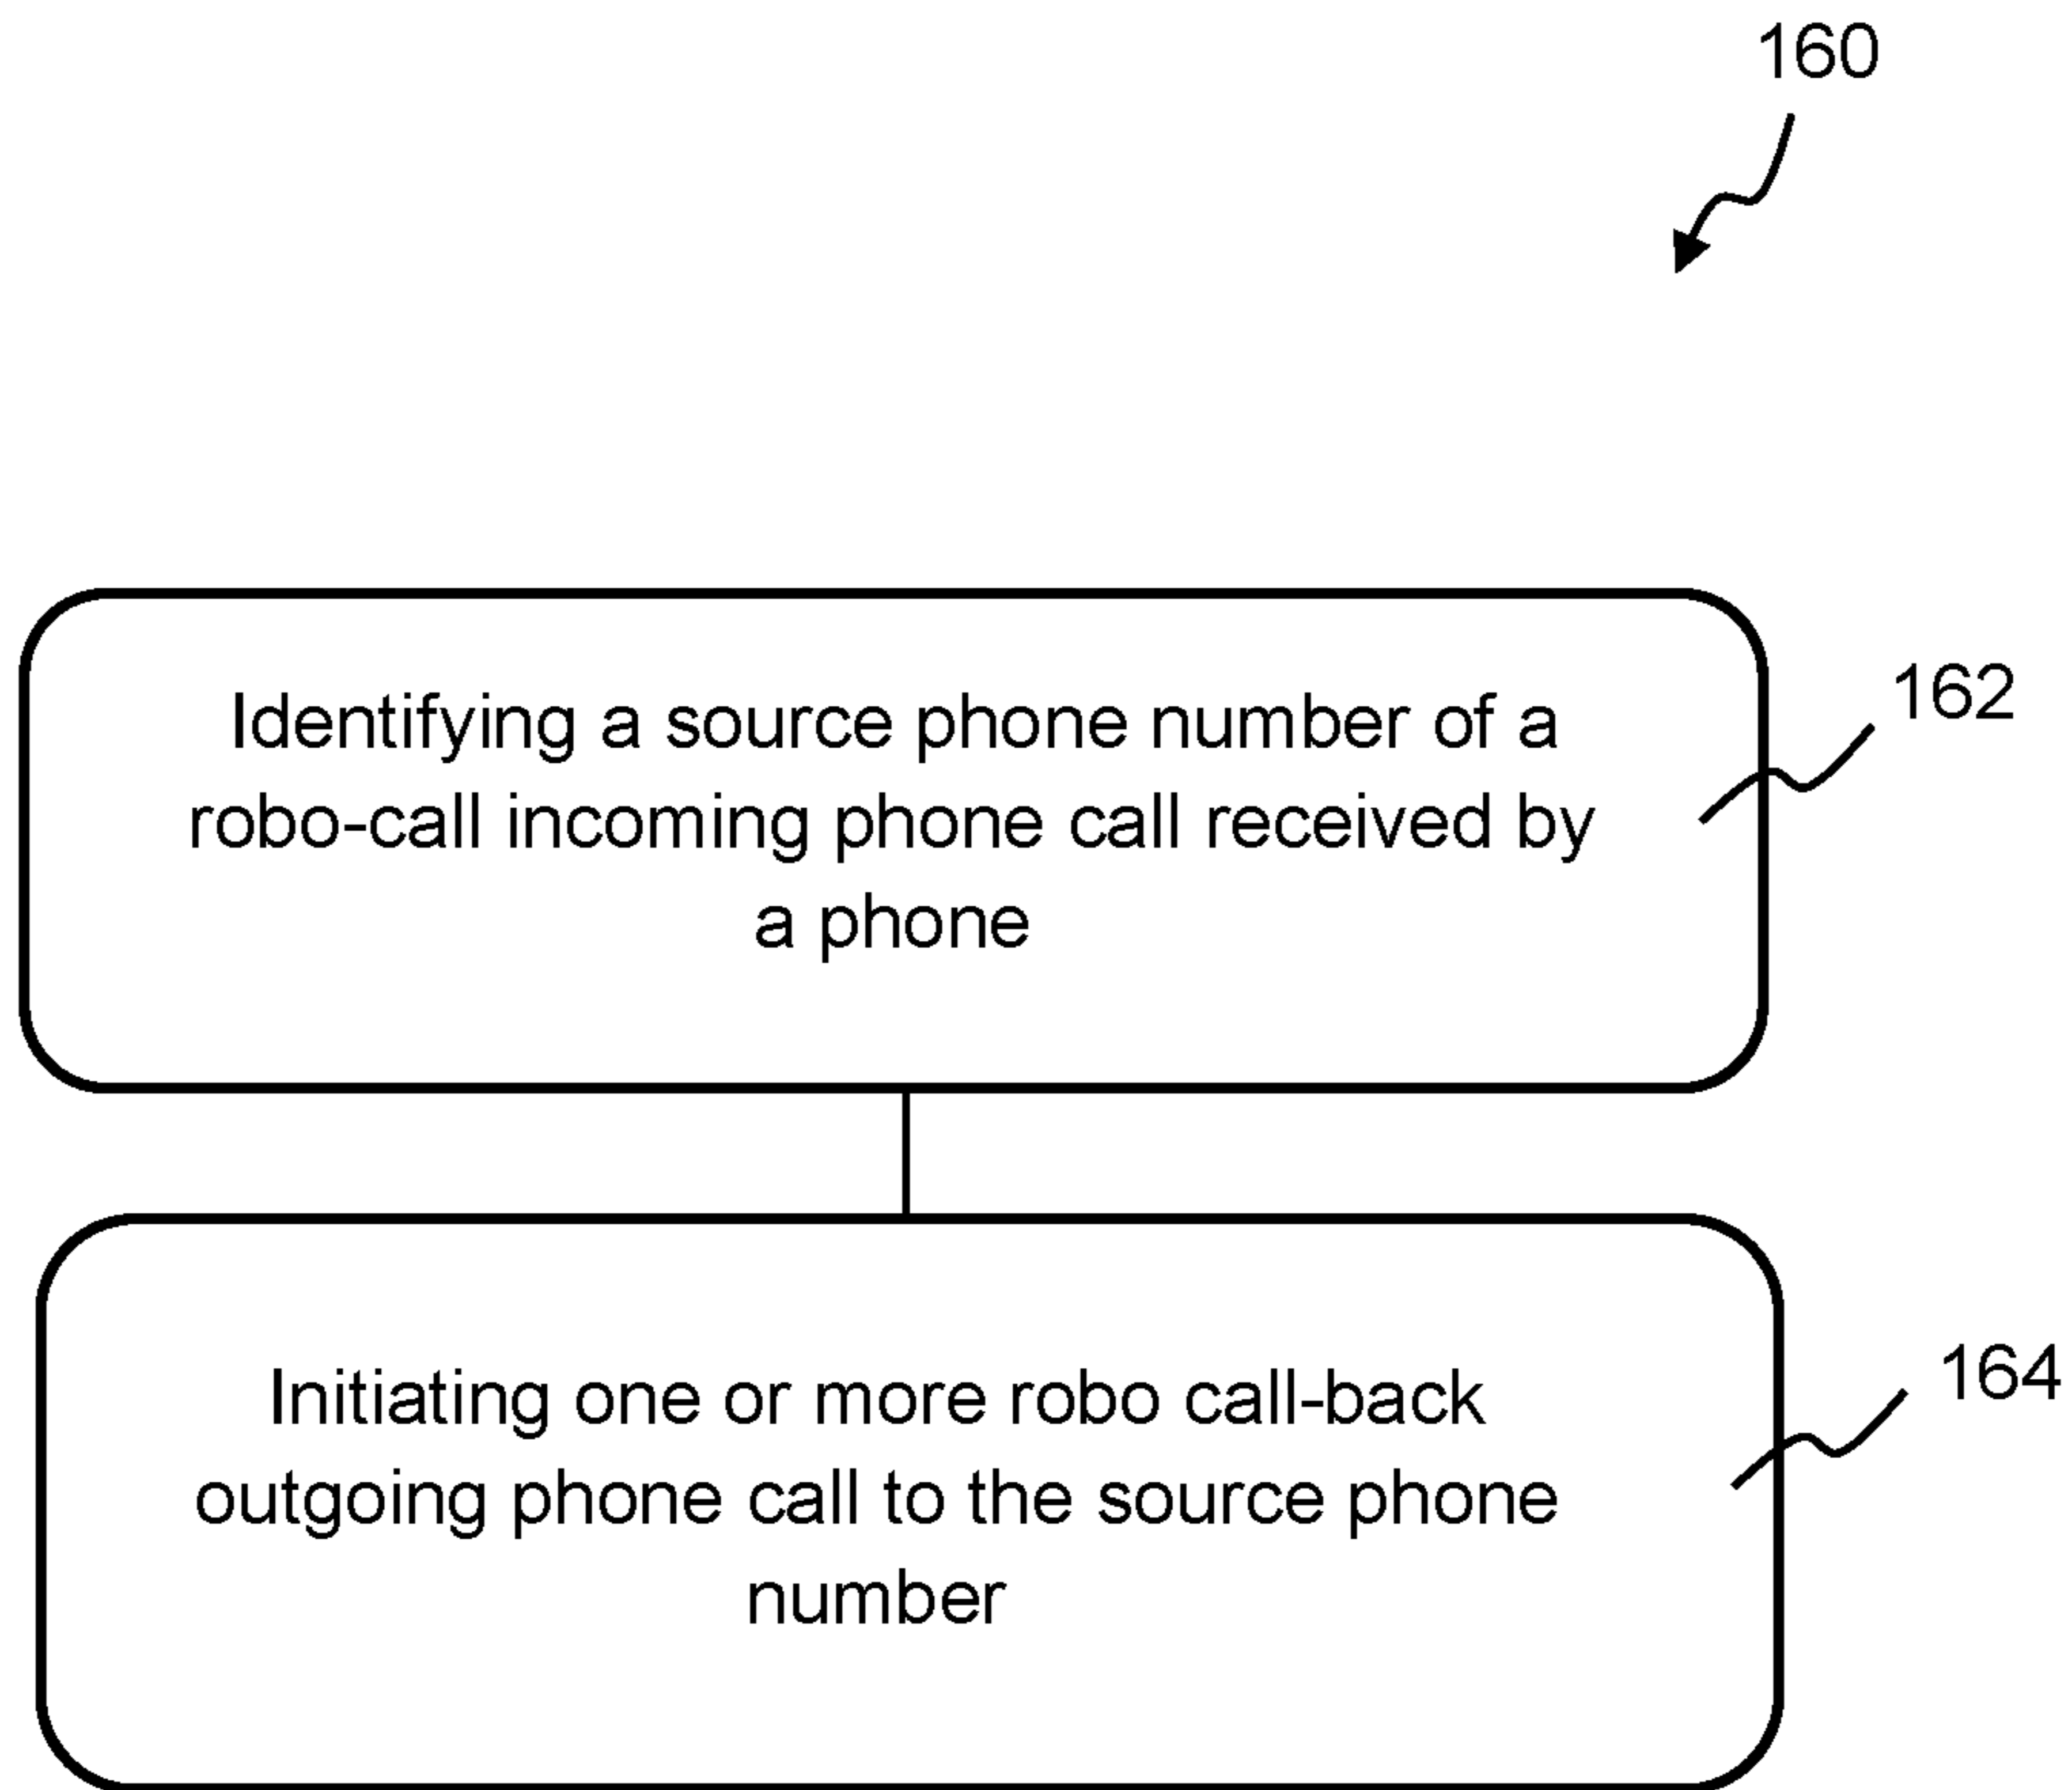 160
Identifying a source phone number of a
162
robo-call incoming phone call received by
a phone
Initiating one or more robo call-back
164
outgoing phone call to the source phone
number